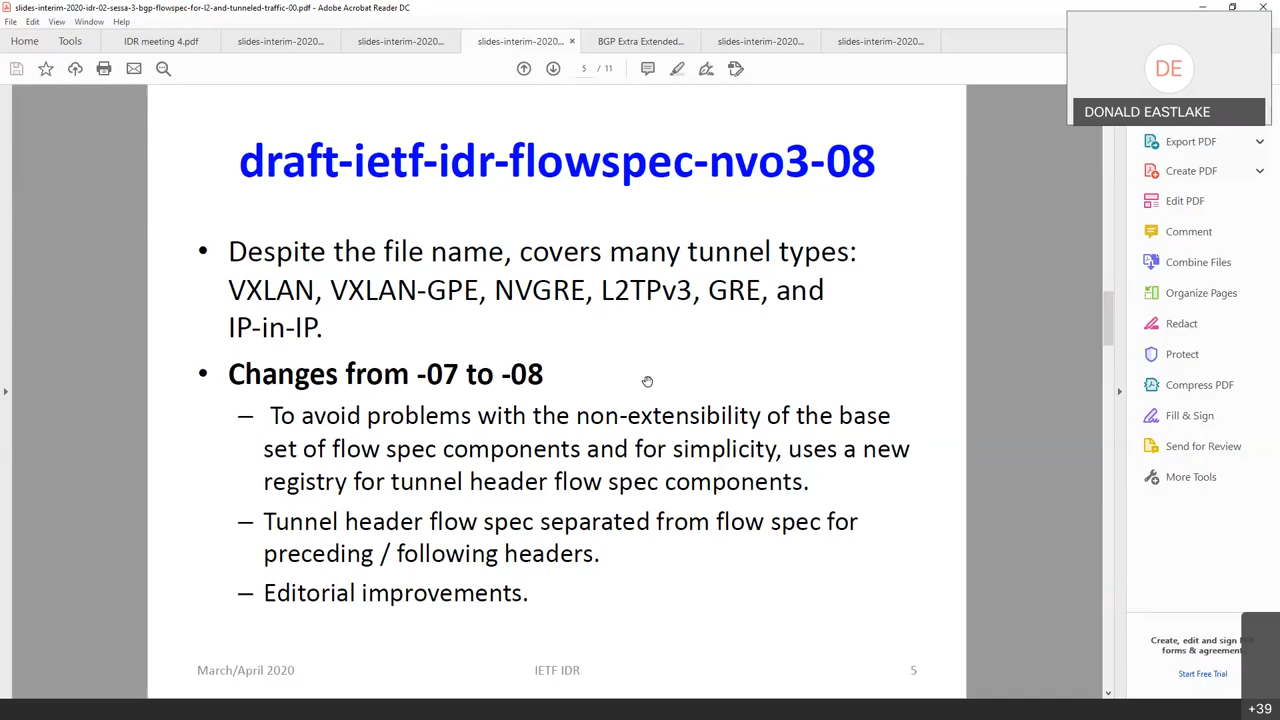 slides-interim-2020-idr-02-sessa-3-bgp-flowspec-for-l2-and-tunneled-traffic-00.pdf - Adobe Acrobat Reader DC
File Edit View Window Help
Home Tools IDR meeting 4.pdf slides-interim-2020... slides-interim-2020... slides-interim-2020... × BGP Extra Extended... slides-interim-2020... slides-interim-2020...
5 / 11
DE
DONALD EASTLAKE
draft-ietf-idr-flowspec-nvo3-08
• Despite the file name, covers many tunnel types:
VXLAN, VXLAN-GPE, NVGRE, L2TPv3, GRE, and
IP-in-IP.
• Changes from -07 to -08
– To avoid problems with the non-extensibility of the base
set of flow spec components and for simplicity, uses a new
registry for tunnel header flow spec components.
– Tunnel header flow spec separated from flow spec for
preceding / following headers.
– Editorial improvements.
March/April 2020 IETF IDR 5
Export PDF
Create PDF
Edit PDF
Comment
Combine Files
Organize Pages
Redact
Protect
Compress PDF
Fill & Sign
Send for Review
More Tools
Create, edit and sign
forms & agreements
Start Free Trial
+39